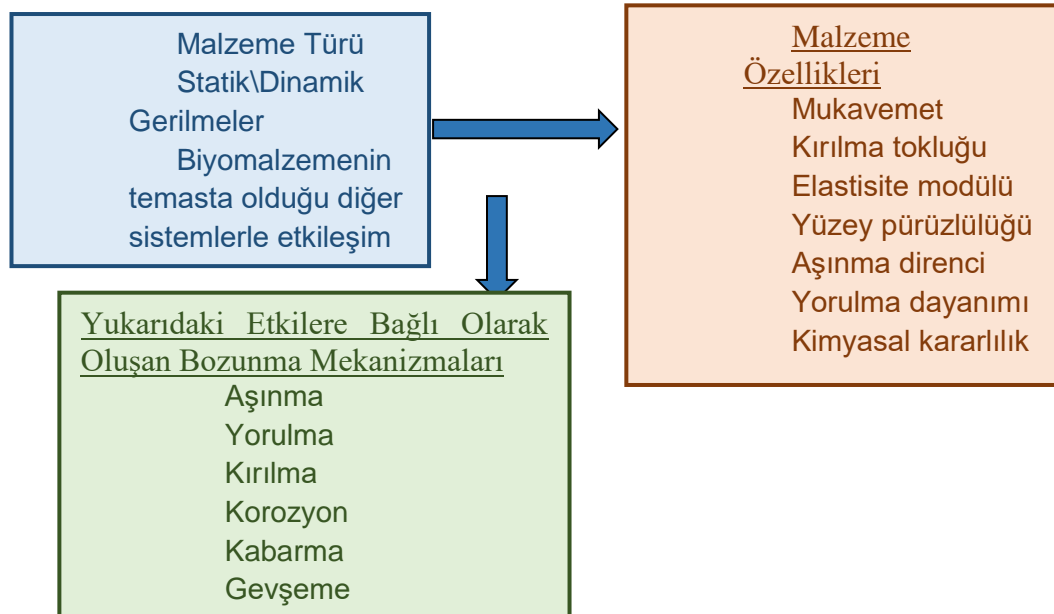 Malzeme Türü
Statik\Dinamik
Gerilmeler
Biyomalzemenin
temasta olduğu diğer
sistemlerle etkileşim
Malzeme
Özellikleri
Mukavemet
Kırılma tokluğu
Elastisite modülü
Yüzey pürüzlülüğü
Aşınma direnci
Yorulma dayanımı
Kimyasal kararlılık
Yukarıdaki Etkilere Bağlı Olarak
Oluşan Bozunma Mekanizmaları
Aşınma
Yorulma
Kırılma
Korozyon
Kabarma
Gevşeme